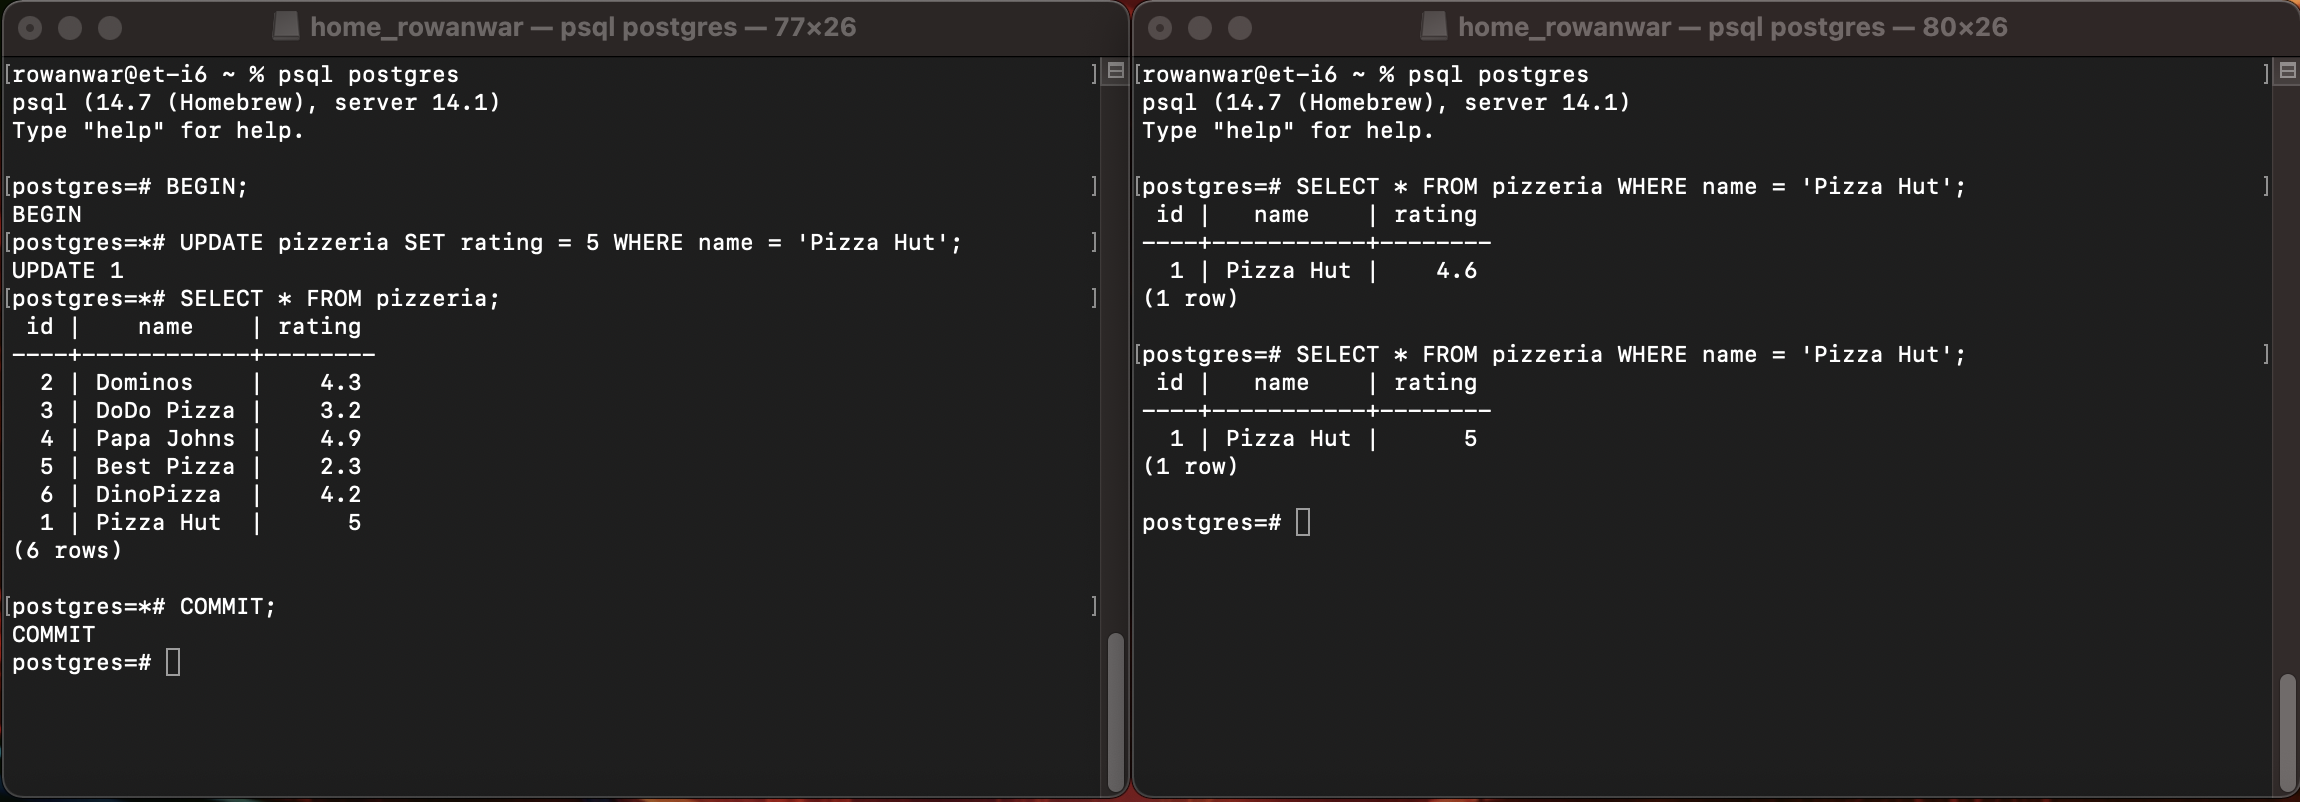 home_rowanwar — psql postgres — 77×26
[rowanwar@et-i6 ~ % psql postgres ]
psql (14.7 (Homebrew), server 14.1)
Type "help" for help.
[postgres=# BEGIN; ]
BEGIN
[postgres=*# UPDATE pizzeria SET rating = 5 WHERE name = 'Pizza Hut'; ]
UPDATE 1
[postgres=*# SELECT * FROM pizzeria; ]
 id |    name    | rating
----+------------+--------
  2 | Dominos    |    4.3
  3 | DoDo Pizza |    3.2
  4 | Papa Johns |    4.9
  5 | Best Pizza |    2.3
  6 | DinoPizza  |    4.2
  1 | Pizza Hut  |      5
(6 rows)
[postgres=*# COMMIT; ]
COMMIT
postgres=#
home_rowanwar — psql postgres — 80×26
[rowanwar@et-i6 ~ % psql postgres ]
psql (14.7 (Homebrew), server 14.1)
Type "help" for help.
[postgres=# SELECT * FROM pizzeria WHERE name = 'Pizza Hut'; ]
 id |   name    | rating
----+-----------+--------
  1 | Pizza Hut |    4.6
(1 row)
[postgres=# SELECT * FROM pizzeria WHERE name = 'Pizza Hut'; ]
 id |   name    | rating
----+-----------+--------
  1 | Pizza Hut |      5
(1 row)
postgres=#